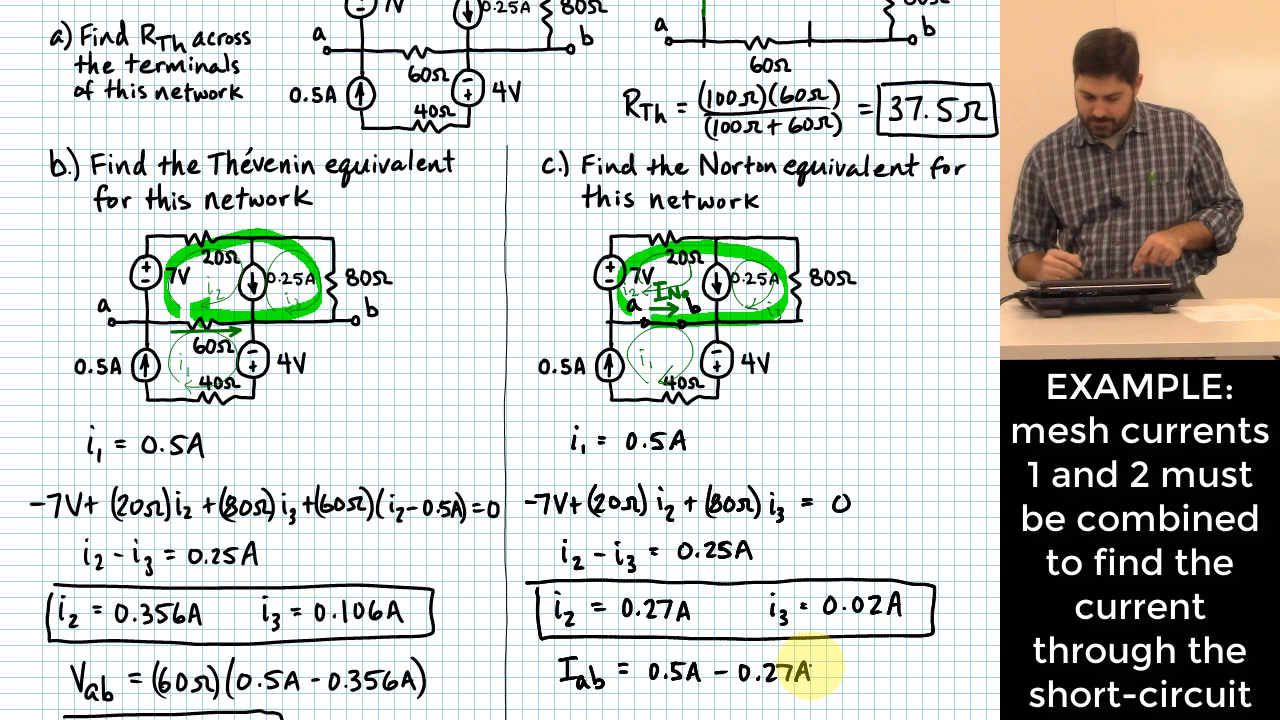 7V
0.25A
80Ω
a) Find RTh across
the terminals
of this network
a
b
60Ω
0.5A
4V
40Ω
a
b
60Ω
RTh = (100Ω)(60Ω) / (100Ω + 60Ω) = 37.5Ω
b.) Find the Thévenin equivalent
for this network
20Ω
7V
0.25A
80Ω
i2
i3
a
b
60Ω
0.5A
i1
4V
40Ω
i1 = 0.5A
-7V + (20Ω) i2 + (80Ω) i3 + (60Ω)(i2 - 0.5A) = 0
i2 - i3 = 0.25A
i2 = 0.356A i3 = 0.106A
Vab = (60Ω)(0.5A - 0.356A)
c.) Find the Norton equivalent for
this network
20Ω
7V
0.25A
80Ω
i2
INo
i3
a
b
0.5A
i1
4V
40Ω
i1 = 0.5A
-7V + (20Ω) i2 + (80Ω) i3 = 0
i2 - i3 = 0.25A
i2 = 0.27A i3 = 0.02A
Iab = 0.5A - 0.27A
EXAMPLE:
mesh currents
1 and 2 must
be combined
to find the
current
through the
short-circuit